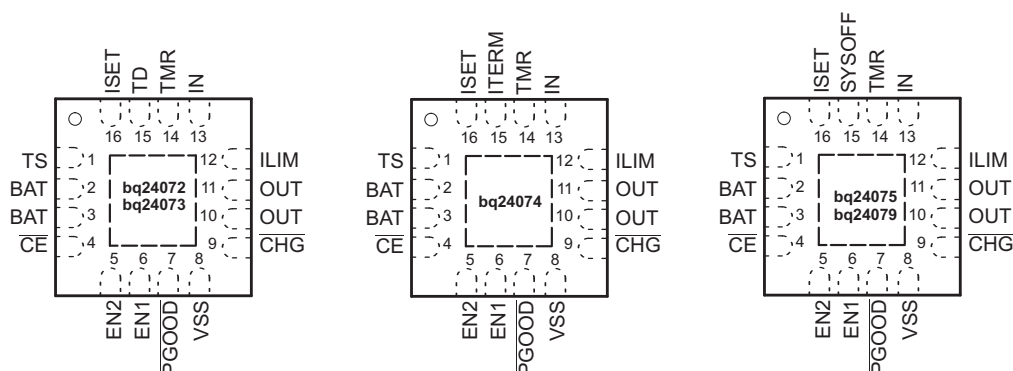 ISET TD TMR IN
16 15 14 13
TS 1 12 ILIM
BAT 2 bq24072 11 OUT
BAT 3 bq24073 10 OUT
CE 4 9 CHG
5 6 7 8
EN2 EN1 PGOOD VSS
ISET ITERM TMR IN
16 15 14 13
TS 1 12 ILIM
BAT 2 bq24074 11 OUT
BAT 3 10 OUT
CE 4 9 CHG
5 6 7 8
EN2 EN1 PGOOD VSS
ISET SYSOFF TMR IN
16 15 14 13
TS 1 12 ILIM
BAT 2 bq24075 11 OUT
BAT 3 bq24079 10 OUT
CE 4 9 CHG
5 6 7 8
EN2 EN1 PGOOD VSS